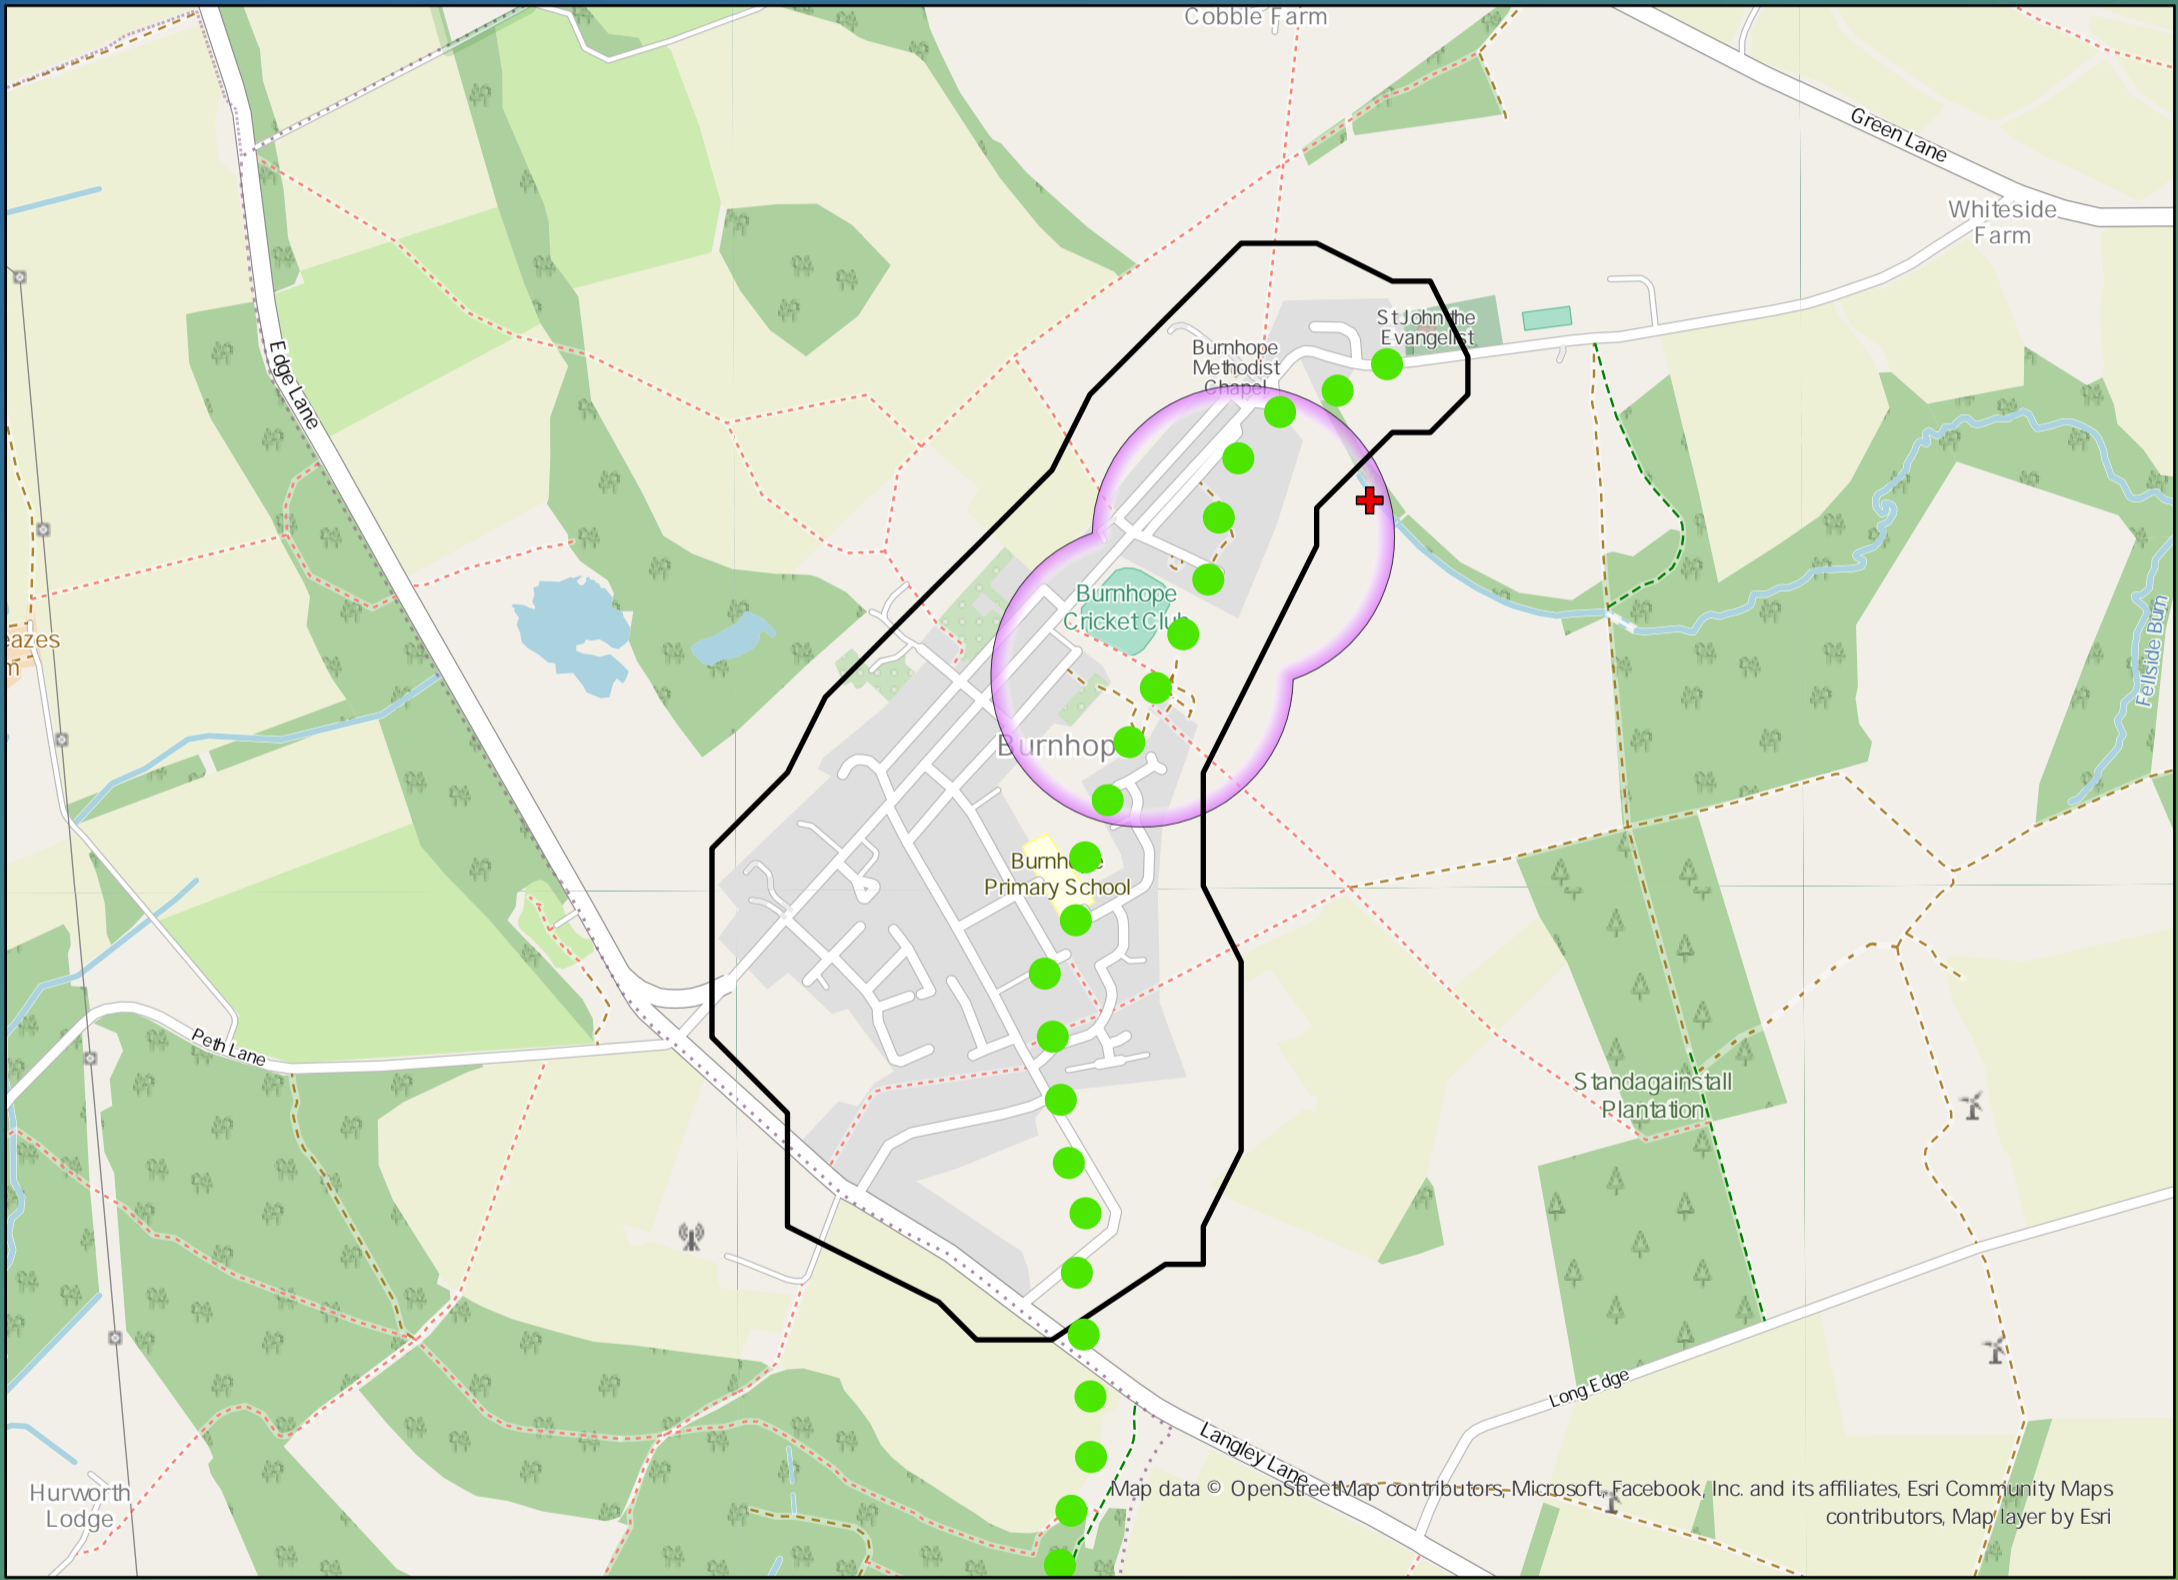 Cobble Farm
Green Lane
Whiteside
Farm
St John the
Evangelist
Burnhope
Methodist
Chapel
Edge Lane
Burnhope
Cricket Club
eazes
m
Fellside Burn
Burnhop
Burnhope
Primary School
Peth Lane
Standagainstall
Plantation
Long Edge
Langley Lane
Hurworth
Lodge
Map data © OpenStreetMap contributors, Microsoft, Facebook, Inc. and its affiliates, Esri Community Maps
contributors, Map layer by Esri